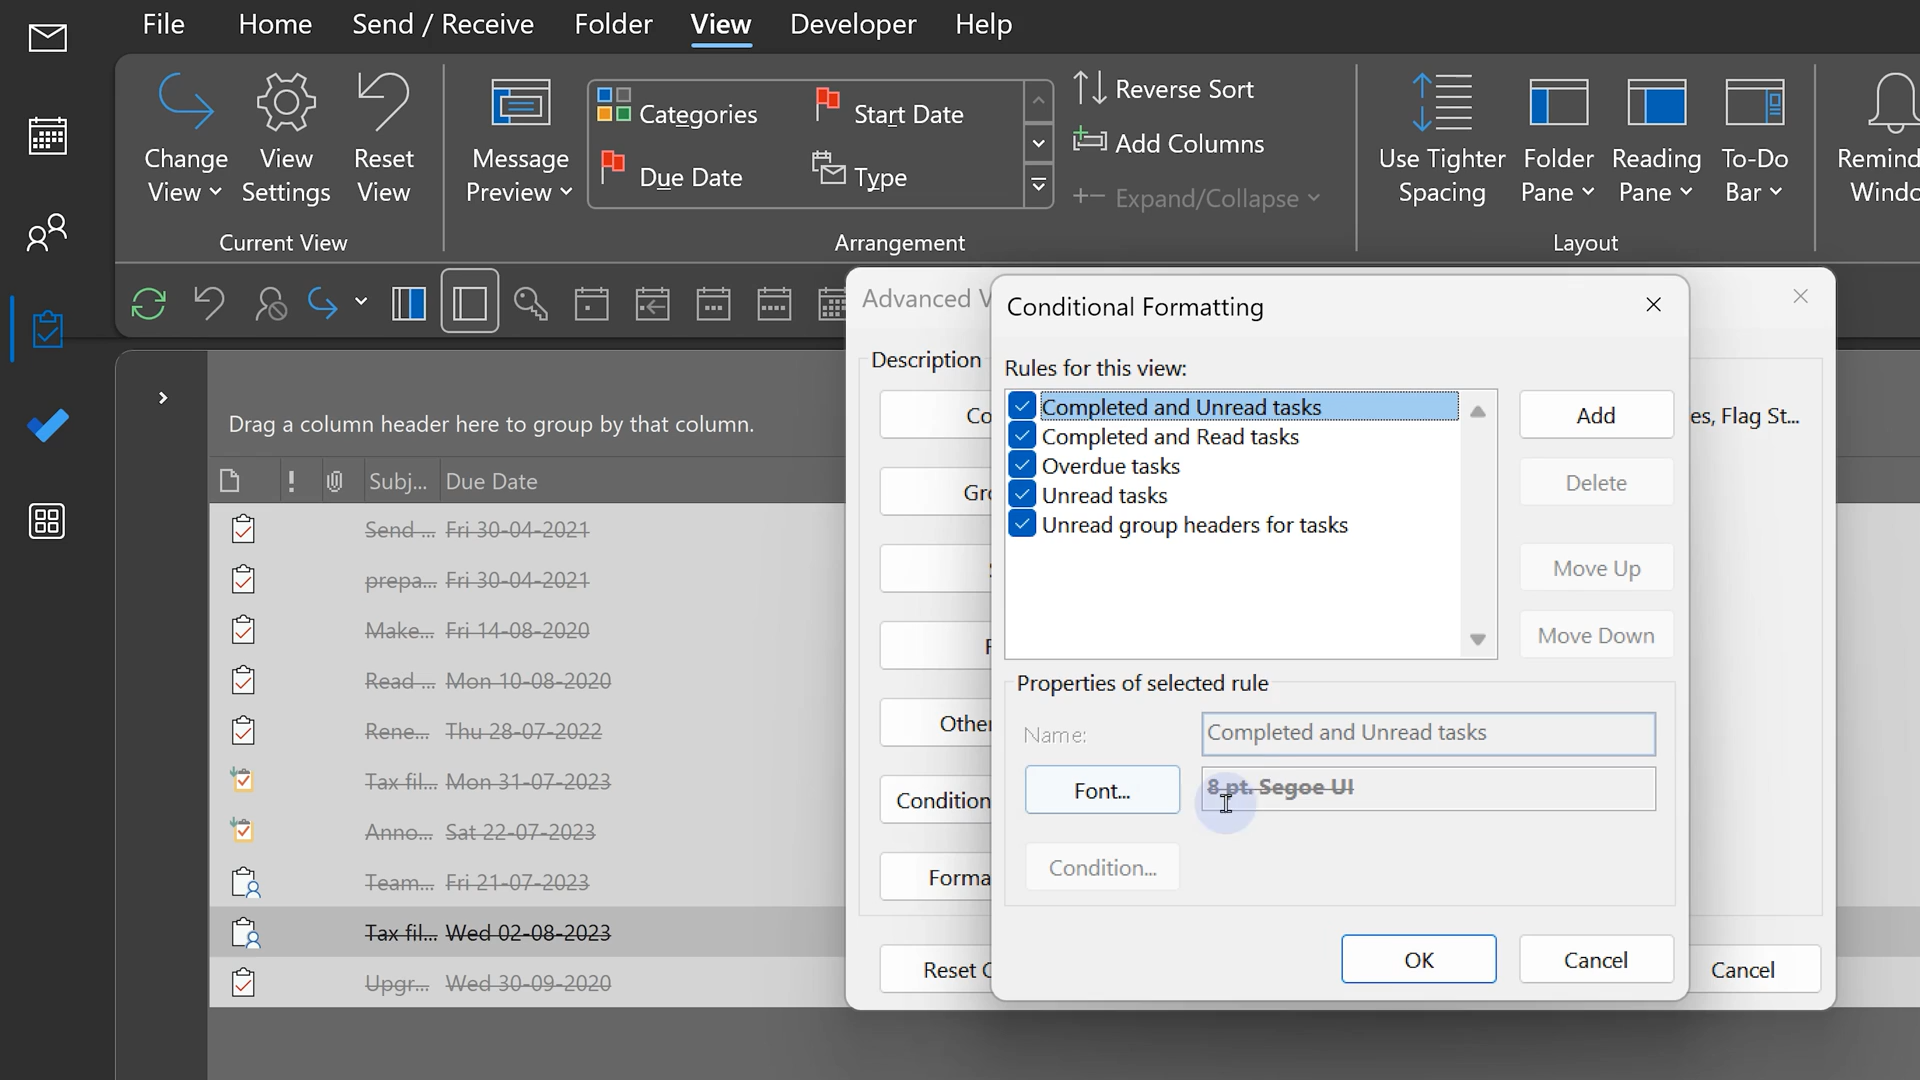 File Home Send / Receive Folder View Developer Help
Change View
View Settings
Reset View
Current View
Message Preview
Categories
Start Date
Due Date
Type
Reverse Sort
Add Columns
Expand/Collapse
Arrangement
Use Tighter Spacing
Folder Pane
Reading Pane
To-Do Bar
Layout
Remind
Windo
Drag a column header here to group by that column.
! Subj... Due Date
Send ... Fri 30-04-2021
prepa... Fri 30-04-2021
Make... Fri 14-08-2020
Read ... Mon 10-08-2020
Rene... Thu 28-07-2022
Tax fil... Mon 31-07-2023
Anno... Sat 22-07-2023
Team... Fri 21-07-2023
Tax fil... Wed 02-08-2023
Upgr... Wed 30-09-2020
Advanced V
Description
Co
Gro
Othe
Condition
Forma
Reset C
es, Flag St...
Cancel
Conditional Formatting
Rules for this view:
Completed and Unread tasks
Completed and Read tasks
Overdue tasks
Unread tasks
Unread group headers for tasks
Add
Delete
Move Up
Move Down
Properties of selected rule
Name: Completed and Unread tasks
Font... 8 pt. Segoe UI
Condition...
OK Cancel